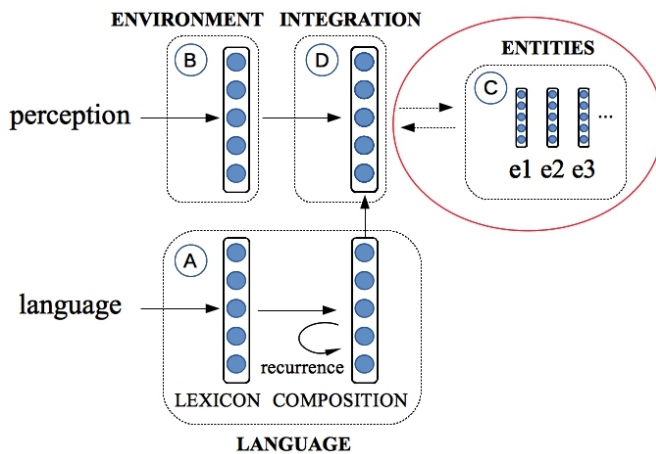 ENVIRONMENT INTEGRATION
ENTITIES
B D C
perception
...
e1 e2 e3
A
language
recurrence
LEXICON COMPOSITION
LANGUAGE